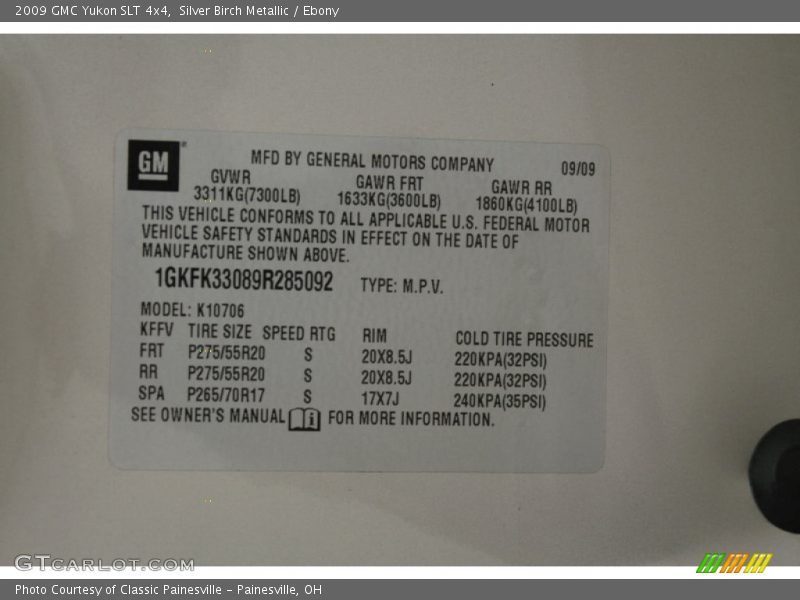 2009 GMC Yukon SLT 4x4, Silver Birch Metallic / Ebony
GM
MFD BY GENERAL MOTORS COMPANY 09/09
GVWR GAWR FRT GAWR RR
3311KG(7300LB) 1633KG(3600LB) 1860KG(4100LB)
THIS VEHICLE CONFORMS TO ALL APPLICABLE U.S. FEDERAL MOTOR
VEHICLE SAFETY STANDARDS IN EFFECT ON THE DATE OF
MANUFACTURE SHOWN ABOVE.
1GKFK33089R285092 TYPE: M.P.V.
MODEL: K10706
KFFV TIRE SIZE SPEED RTG RIM COLD TIRE PRESSURE
FRT P275/55R20 S 20X8.5J 220KPA(32PSI)
RR P275/55R20 S 20X8.5J 220KPA(32PSI)
SPA P265/70R17 S 17X7J 240KPA(35PSI)
SEE OWNER'S MANUAL i FOR MORE INFORMATION.
GTCARLOT.COM
Photo Courtesy of Classic Painesville - Painesville, OH